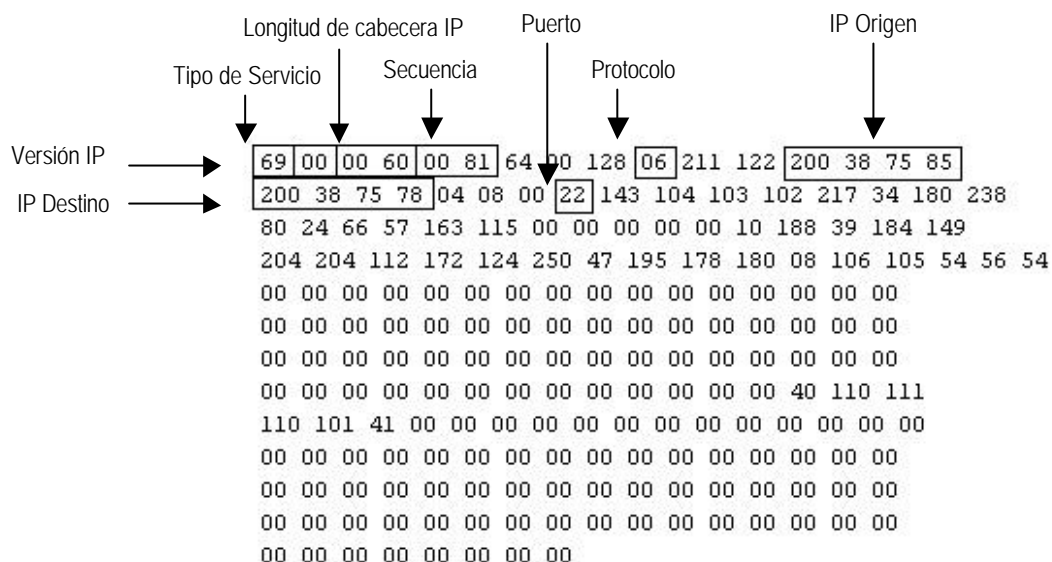 Longitud de cabecera IP Puerto IP Origen
Tipo de Servicio Secuencia Protocolo
Versión IP 69 00 00 60 00 81 64 00 128 06 211 122 200 38 75 85
IP Destino 200 38 75 78 04 08 00 22 143 104 103 102 217 34 180 238
80 24 66 57 163 115 00 00 00 00 00 10 188 39 184 149
204 204 112 172 124 250 47 195 178 180 08 106 105 54 56 54
00 00 00 00 00 00 00 00 00 00 00 00 00 00 00 00
00 00 00 00 00 00 00 00 00 00 00 00 00 00 00 00
00 00 00 00 00 00 00 00 00 00 00 00 00 00 00 00
00 00 00 00 00 00 00 00 00 00 00 00 00 40 110 111
110 101 41 00 00 00 00 00 00 00 00 00 00 00 00 00
00 00 00 00 00 00 00 00 00 00 00 00 00 00 00 00
00 00 00 00 00 00 00 00 00 00 00 00 00 00 00 00
00 00 00 00 00 00 00 00 00 00 00 00 00 00 00 00
00 00 00 00 00 00 00 00